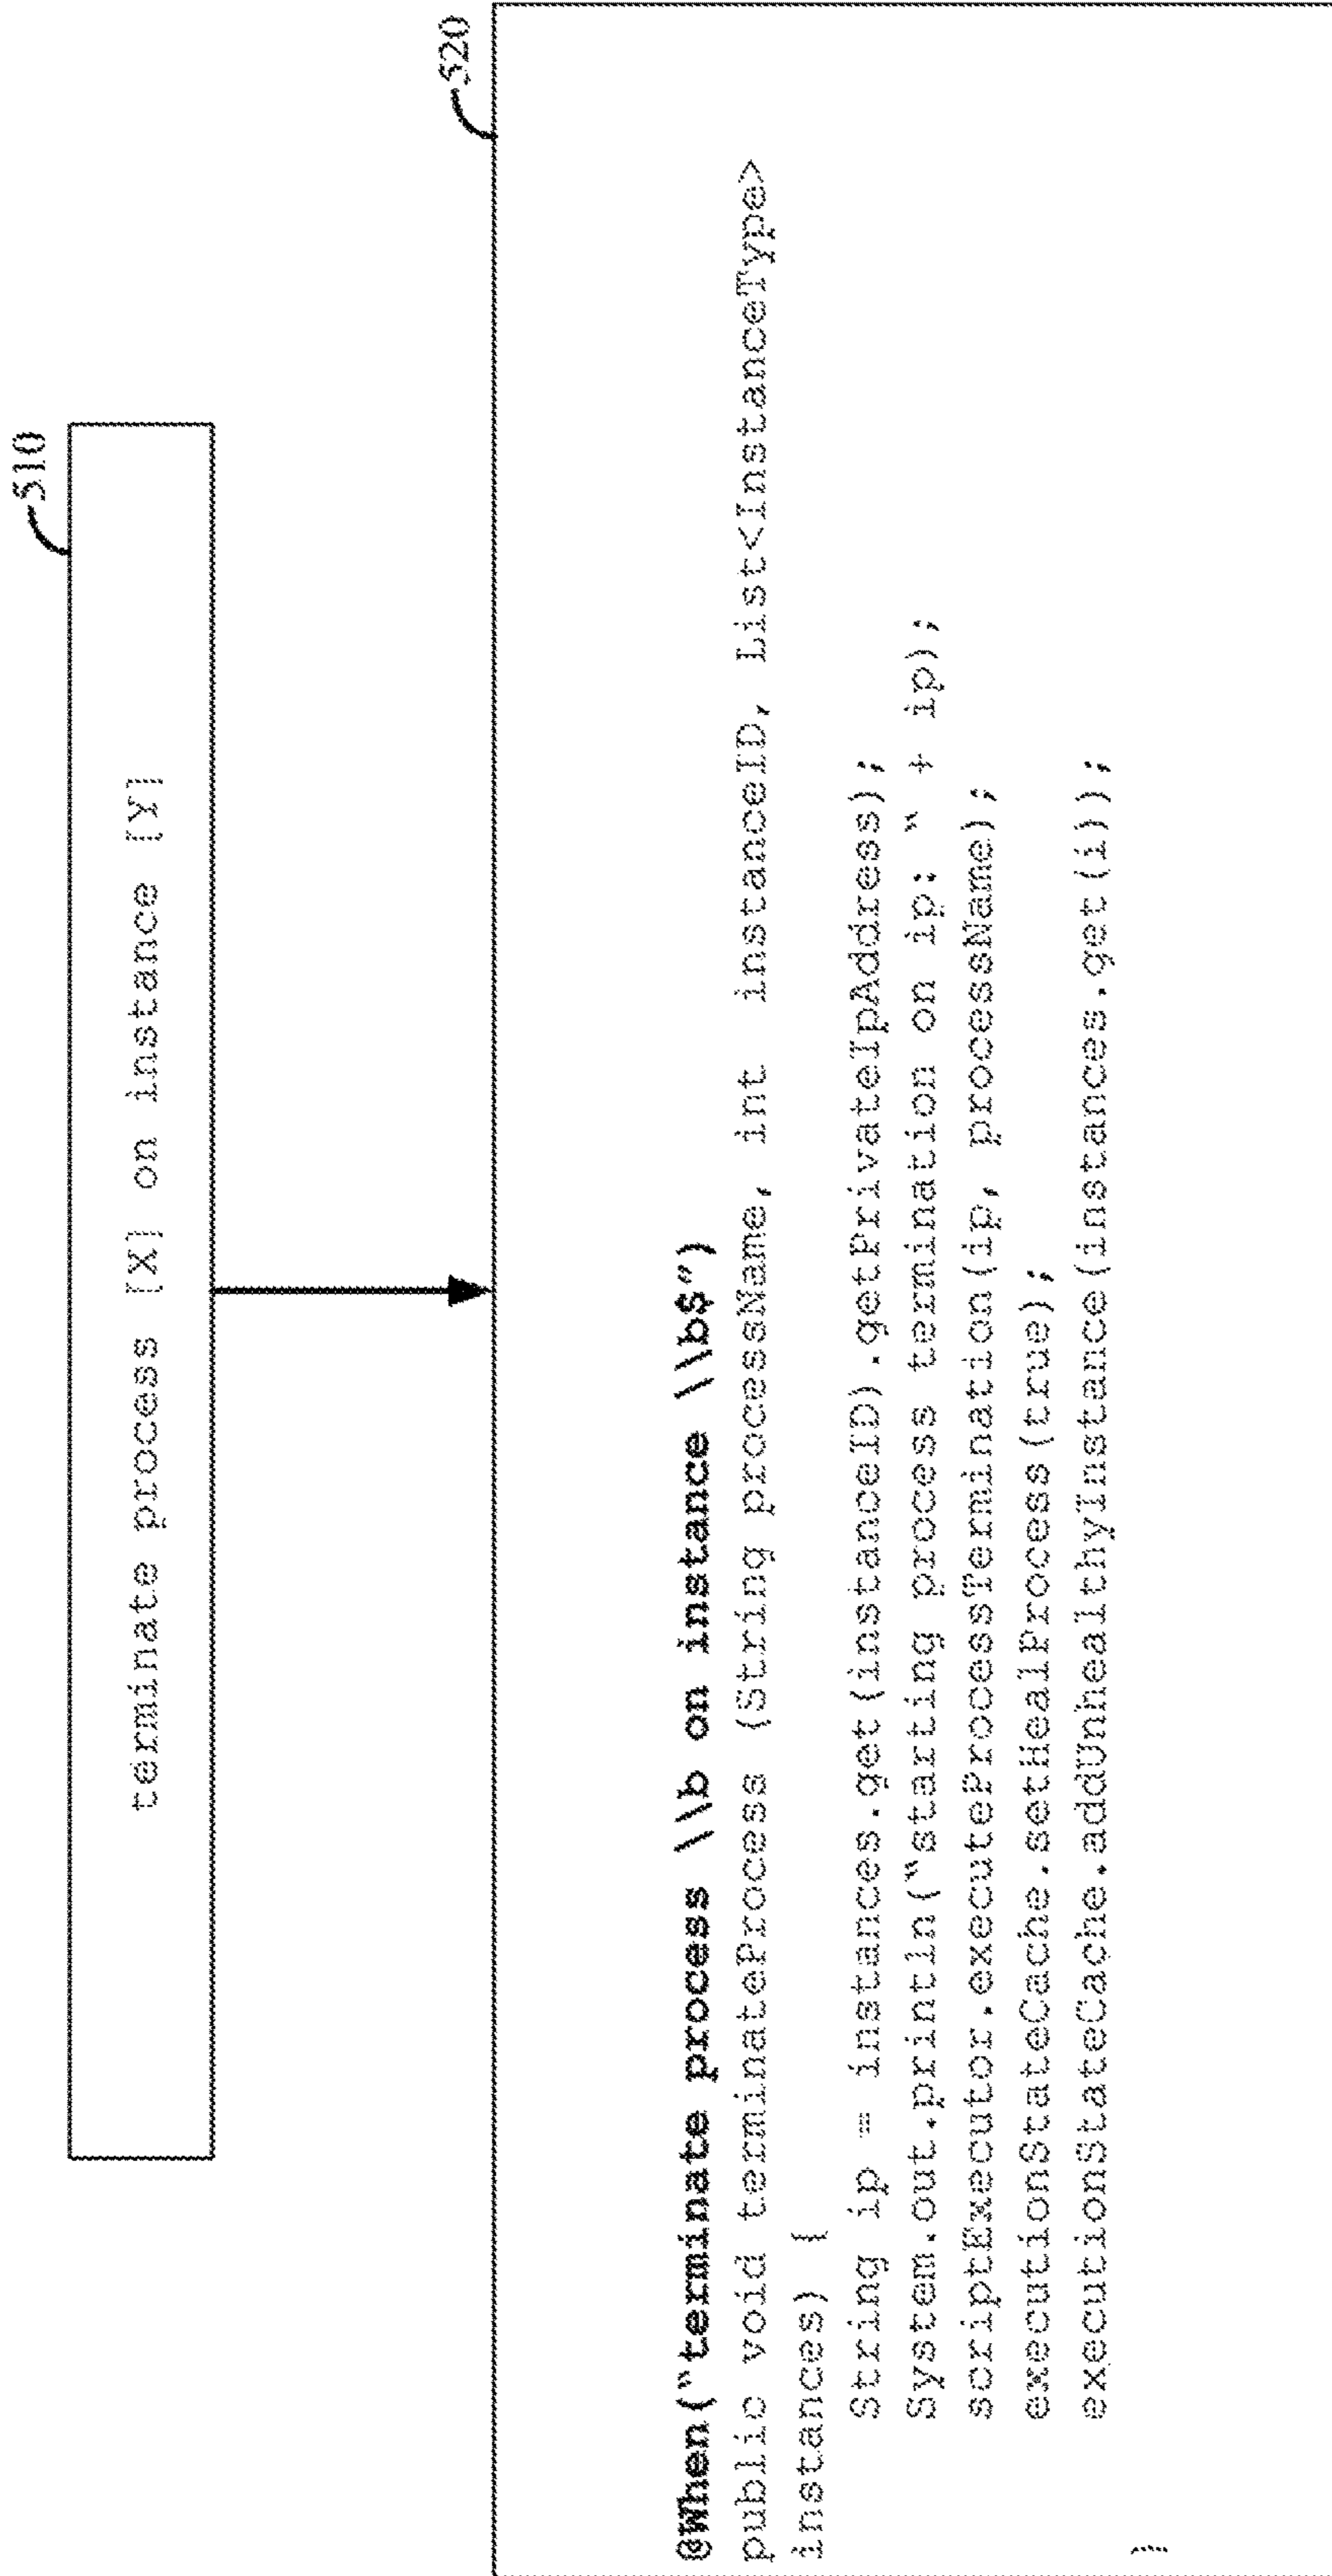 510
terminate process [X] on instance [Y]
520
@When("terminate process \\b on instance \\b$")
public void terminateProcess (String processName, int instanceID, List<InstanceType>
instances) {
String ip = instances.get(instanceID).getPrivateIpAddress);
System.out.println("starting process termination on ip: " + ip);
scriptExecutor.executeProcessTermination(ip, processName);
executionStateCache.setHealProcess(true);
executionStateCache.addUnhealthyInstance(instances.get(i));
}